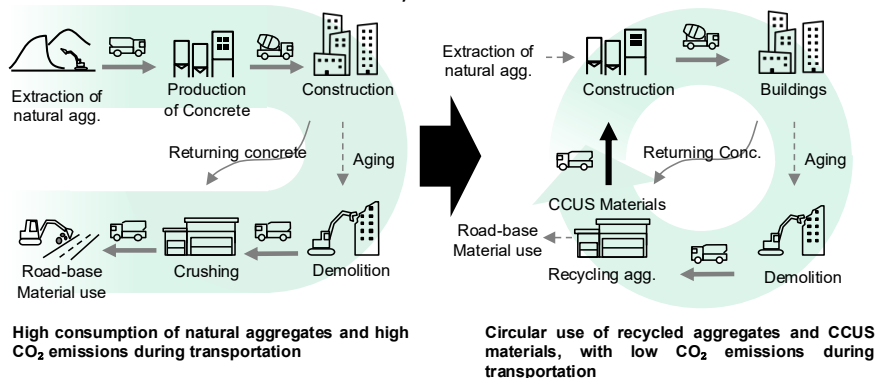 Extraction of
natural agg.
Production
of Concrete
Construction
Returning concrete
Aging
Road-base
Material use
Crushing
Demolition
High consumption of natural aggregates and high
CO₂ emissions during transportation
Extraction of
natural agg.
Construction
Buildings
Returning Conc.
Aging
CCUS Materials
Road-base
Material use
Recycling agg.
Demolition
Circular use of recycled aggregates and CCUS
materials, with low CO₂ emissions during
transportation